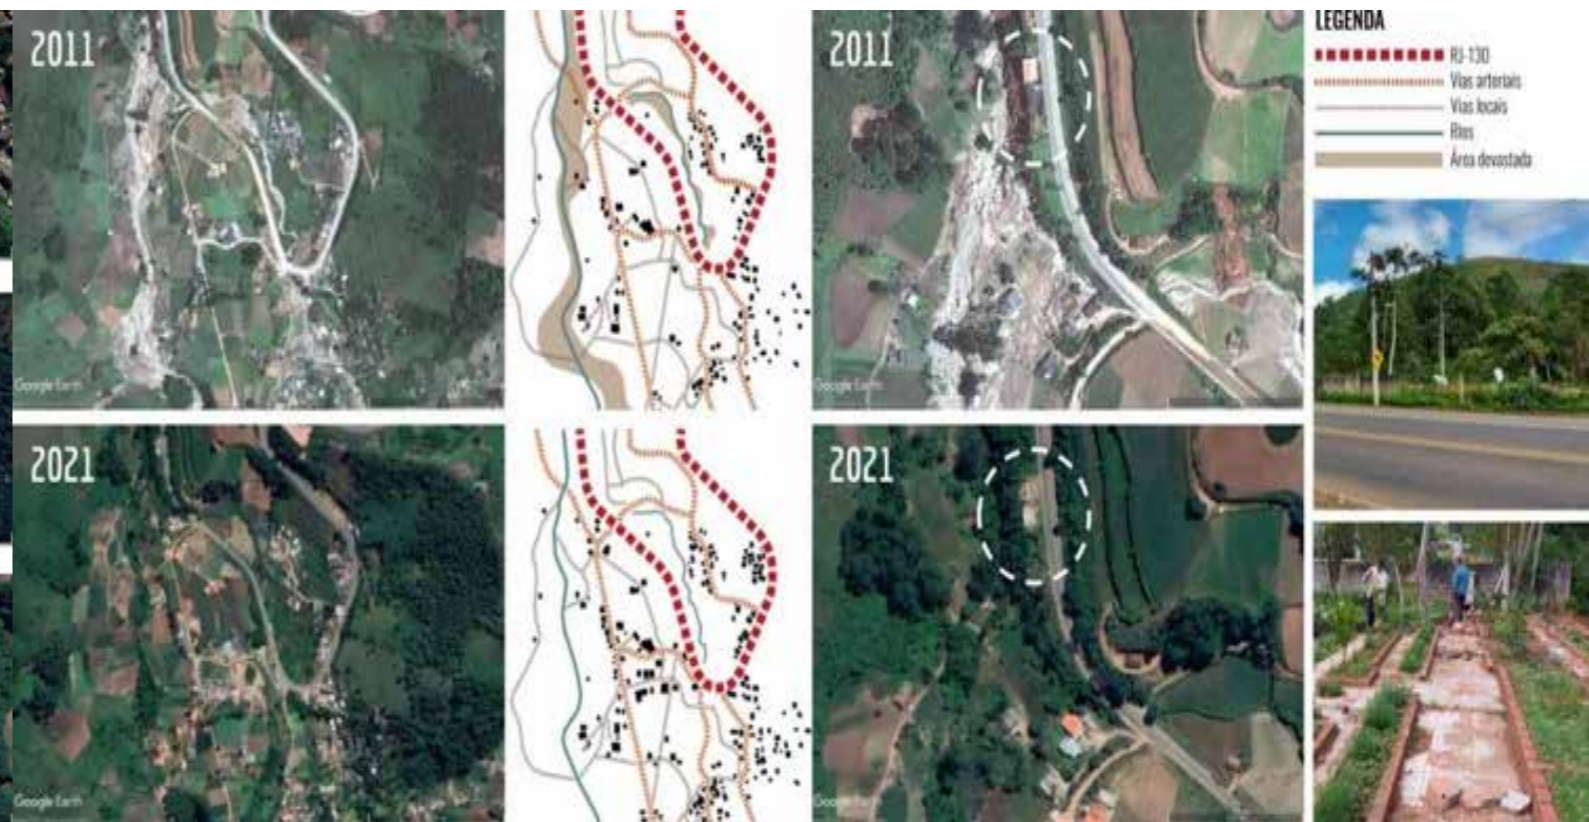 2011
2011
LEGENDA
RJ-130
Vias arteriais
Vias locais
Rios
Área devastada
Google Earth
Google Earth
2021
2021
Google Earth
Google Earth